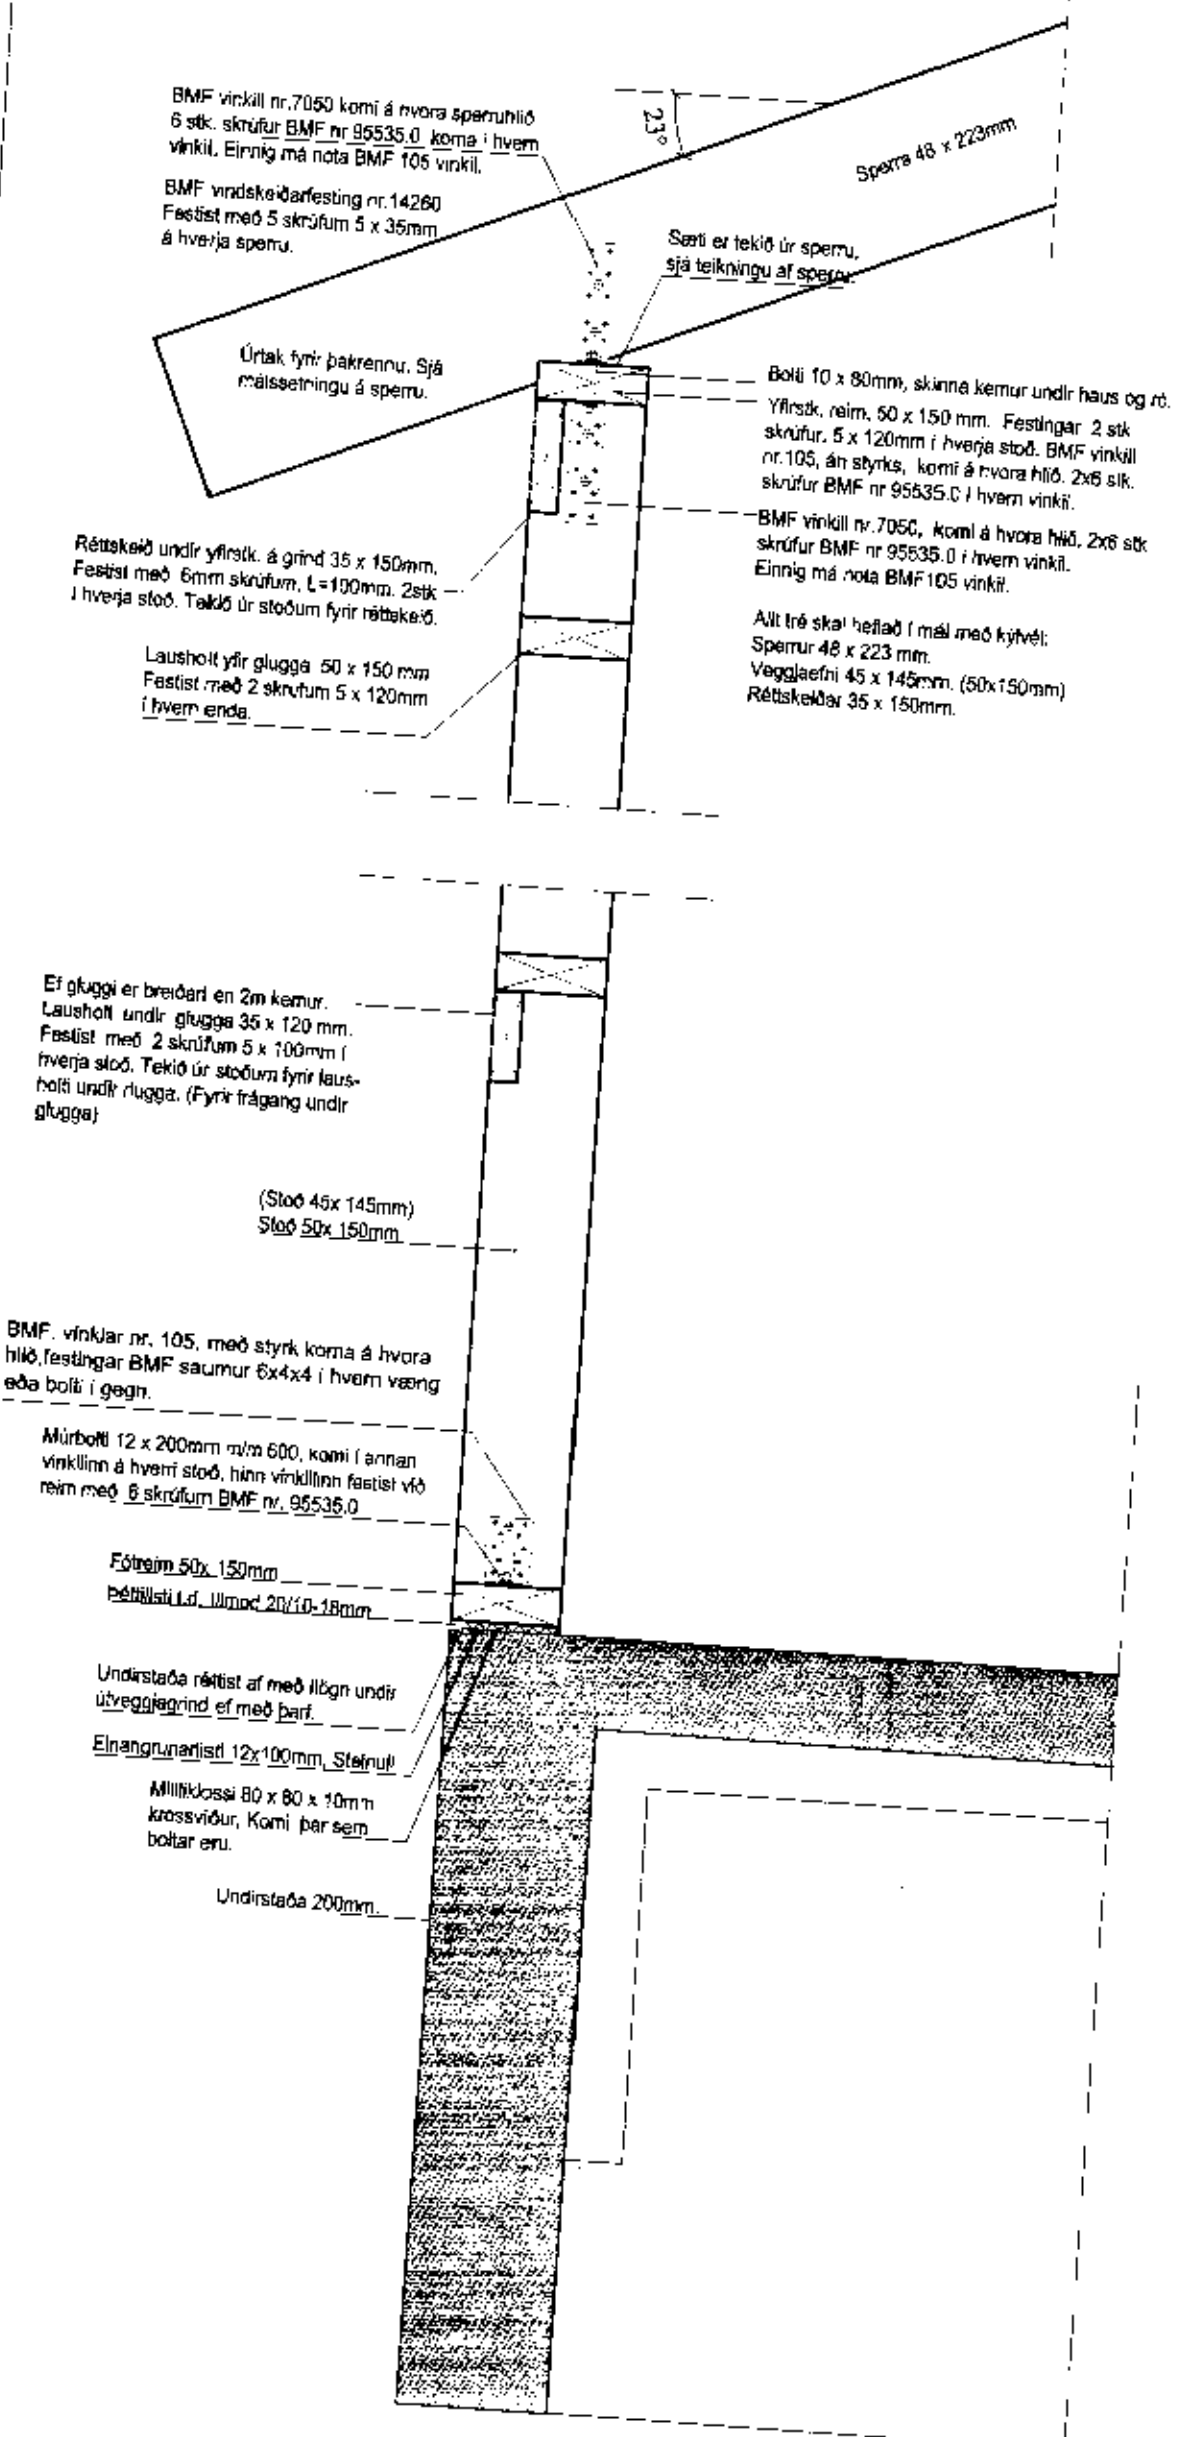 BMF vinkill nr.7050 komi á hvora sperruhlið
6 stk. skrúfur BMF nr 95535.0 koma í hvern
vinkil. Einnig má nota BMF 105 vinkil.
BMF vindskeiðarfesting nr.14260
Festist með 5 skrúfum 5 x 35mm
á hverja sperru.
23°
Sperra 48 x 223mm
Sæti er tekið úr sperru,
sjá teikningu af sperru.
Úrtak fyrir þakrennu. Sjá
málssetningu á sperru.
Bolti 10 x 80mm, skinna kemur undir haus og ró.
Yfirstk, reim, 50 x 150 mm. Festingar 2 stk
skrúfur, 5 x 120mm í hverja stoð. BMF vinkill
nr.105, án styrks, komi á hvora hlið. 2x6 stk.
skrúfur BMF nr 95535.0 í hvern vinkil.
BMF vinkill nr.7050, komi á hvora hlið, 2x6 stk
skrúfur BMF nr 95535.0 í hvern vinkil.
Einnig má nota BMF105 vinkil.
Réttskeið undir yfirstk. á grind 35 x 150mm,
Festist með 6mm skrúfum, L=100mm. 2stk
í hverja stoð. Tekið úr stoðum fyrir réttskeið.
Lausholt yfir glugga 50 x 150 mm
Festist með 2 skrufum 5 x 120mm
í hvern enda.
Allt tré skal heflað í mál með kýtvél:
Sperrur 48 x 223 mm.
Veggjaefni 45 x 145mm. (50x150mm)
Réttskeiðar 35 x 150mm.
Ef gluggi er breiðari en 2m kemur.
Lausholt undir glugga 35 x 120 mm.
Festist með 2 skrúfum 5 x 100mm í
hverja stoð. Tekið úr stoðum fyrir laus-
holti undir glugga. (Fyrir frágang undir
glugga)
(Stoð 45x 145mm)
Stoð 50x 150mm
BMF. vinklar nr. 105, með styrk koma á hvora
hlið,festingar BMF saumur 6x4x4 í hvern væng
eða bolti í gegn.
Múrbolti 12 x 200mm m/m 600, komi í annan
vinkilinn á hverri stoð, hinn vinkillinn festist við
reim með 6 skrúfum BMF nr. 95535.0
Fótreim 50x 150mm
Þéttilisti t.d. illmod 20/10-18mm
Undirstaða réttist af með ílögn undir
útveggjagrind ef með þarf.
Einangrunarlisti 12x100mm, Steinull
Milliklossi 80 x 80 x 10mm
krossviður, Komi þar sem
boltar eru.
Undirstaða 200mm.